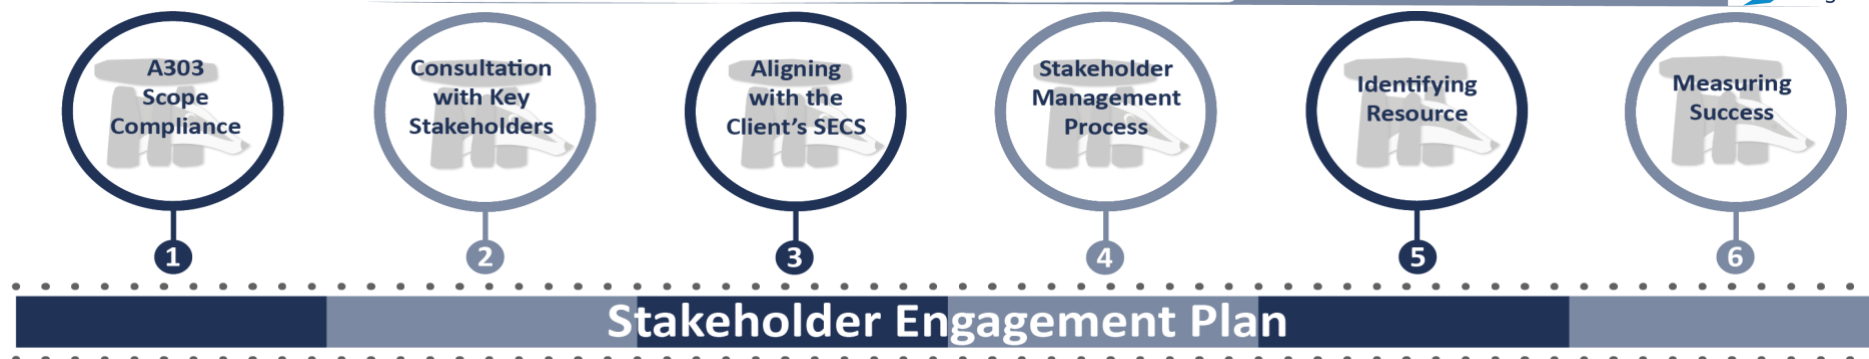 A303
Scope
Compliance
Consultation
with Key
Stakeholders
Aligning
with the
Client's SECS
Stakeholder
Management
Process
Identifying
Resource
Measuring
Success
1
2
3
4
5
6
Stakeholder Engagement Plan